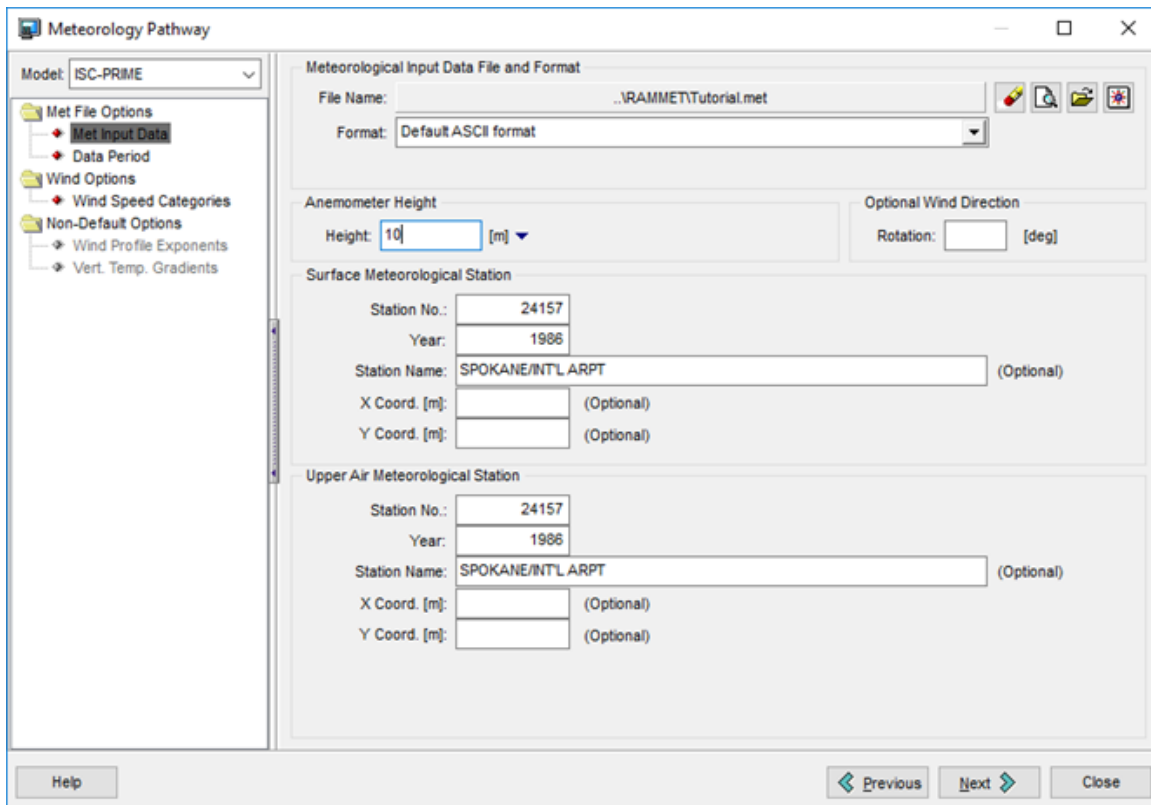 Meteorology Pathway
Model: ISC-PRIME
Met File Options
Met Input Data
Data Period
Wind Options
Wind Speed Categories
Non-Default Options
Wind Profile Exponents
Vert. Temp. Gradients
Meteorological Input Data File and Format
File Name: ..\RAMMET\Tutorial.met
Format: Default ASCII format
Anemometer Height
Height: 10 [m]
Optional Wind Direction
Rotation: [deg]
Surface Meteorological Station
Station No.: 24157
Year: 1986
Station Name: SPOKANE/INT'L ARPT (Optional)
X Coord. [m]: (Optional)
Y Coord. [m]: (Optional)
Upper Air Meteorological Station
Station No.: 24157
Year: 1986
Station Name: SPOKANE/INT'L ARPT (Optional)
X Coord. [m]: (Optional)
Y Coord. [m]: (Optional)
Help Previous Next Close